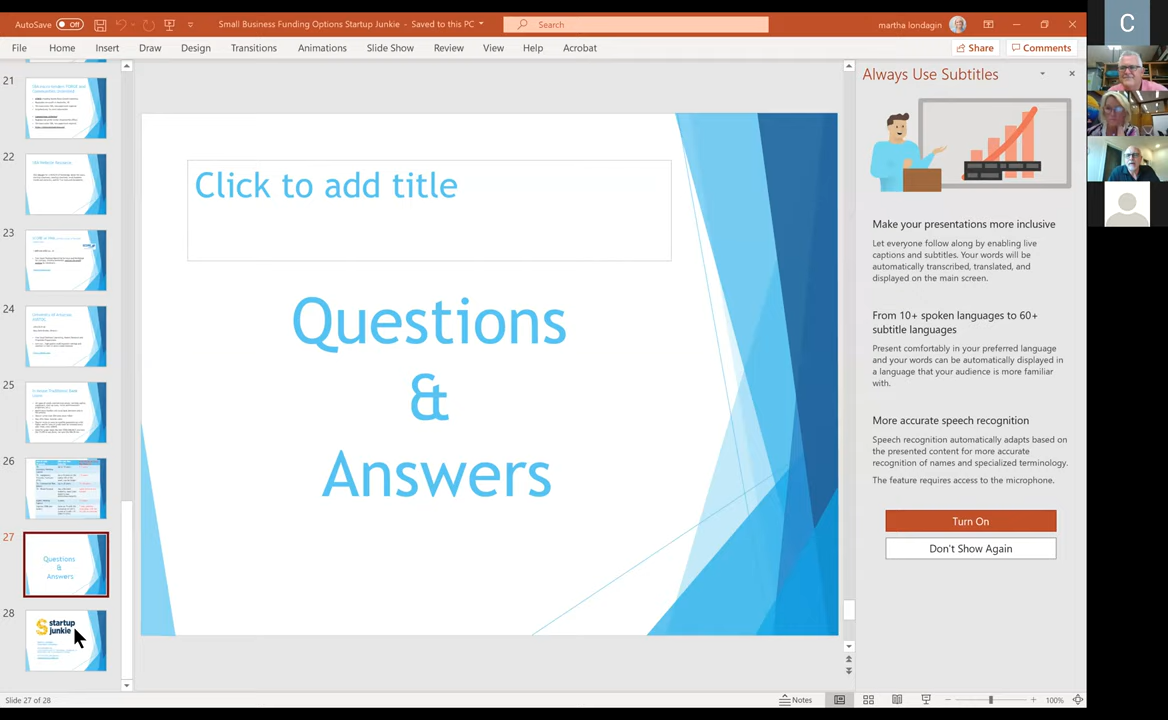 AutoSave
Off
Small Business Funding Options Startup Junkie - Saved to this PC
Search
martha londagin
C
File
Home
Insert
Draw
Design
Transitions
Animations
Slide Show
Review
View
Help
Acrobat
Share
Comments
21
22
23
24
25
26
27
Questions
&
Answers
28
startup
junkie
Click to add title
Questions
&
Answers
Always Use Subtitles
Make your presentations more inclusive
Let everyone follow along by enabling live
captions and subtitles. Your words will be
automatically transcribed, translated, and
displayed on the main screen.
From 10+ spoken languages to 60+
subtitle languages
Present comfortably in your preferred language
and your words can be automatically displayed in
a language that your audience is more familiar
with.
More accurate speech recognition
Speech recognition automatically adapts based on
the presented content for more accurate
recognition of names and specialized terminology.
The feature requires access to the microphone.
Turn On
Don't Show Again
Slide 27 of 28
Notes
100%